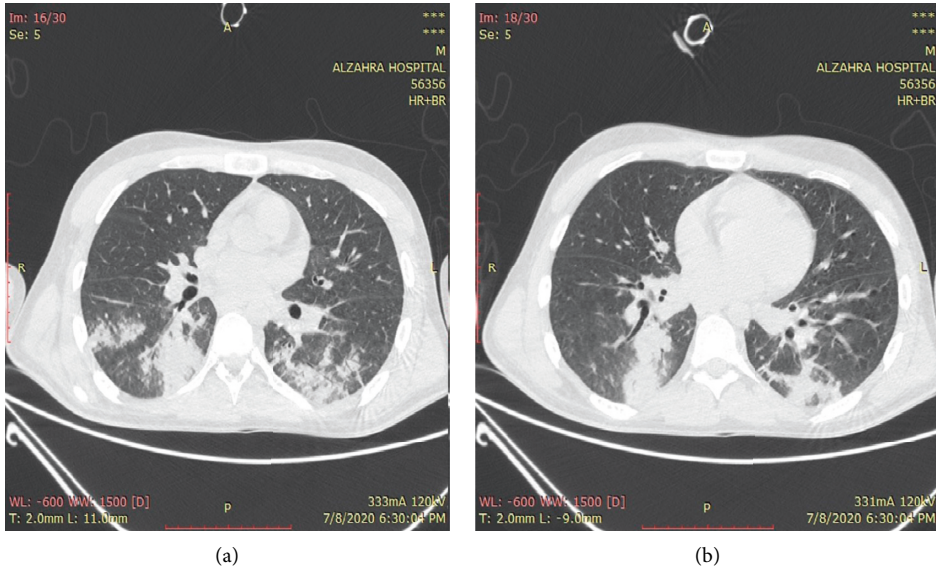 Im: 16/30
Se: 5
A
***
***
M
ALZAHRA HOSPITAL
56356
HR+BR
R
L
WL: -600 WW: 1500 [D]
T: 2.0mm L: 11.0mm
P
333mA 120kV
7/8/2020 6:30:04 PM
(a)
Im: 18/30
Se: 5
A
***
***
M
ALZAHRA HOSPITAL
56356
HR+BR
R
L
WL: -600 WW: 1500 [D]
T: 2.0mm L: -9.0mm
P
331mA 120kV
7/8/2020 6:30:04 PM
(b)